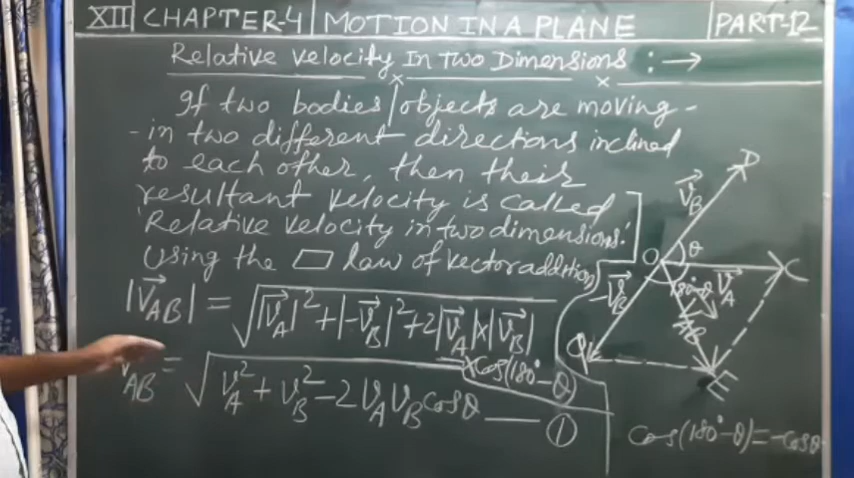 XII CHAPTER-4 MOTION IN A PLANE PART-12
Relative velocity In Two Dimensions : →
If two bodies/objects are moving -
- in two different directions inclined
to each other, then their
resultant velocity is called
'Relative velocity in two dimensions.'
Using the ▱ law of vector addition
|V⃗AB| = √|V⃗A|² + |-V⃗B|² + 2|V⃗A|x|V⃗B|
x cos(180° - θ)
VAB = √VA² + VB² - 2VAVB cosθ —— ①
D
V⃗B
O θ
C
180°-θ V⃗A
-V⃗B
E
cos(180°-θ) = -cosθ